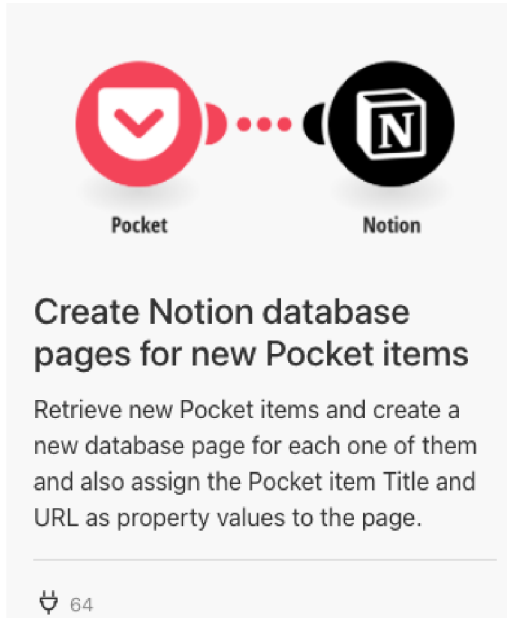 N
Pocket
Notion
Create Notion database
pages for new Pocket items
Retrieve new Pocket items and create a
new database page for each one of them
and also assign the Pocket item Title and
URL as property values to the page.
64